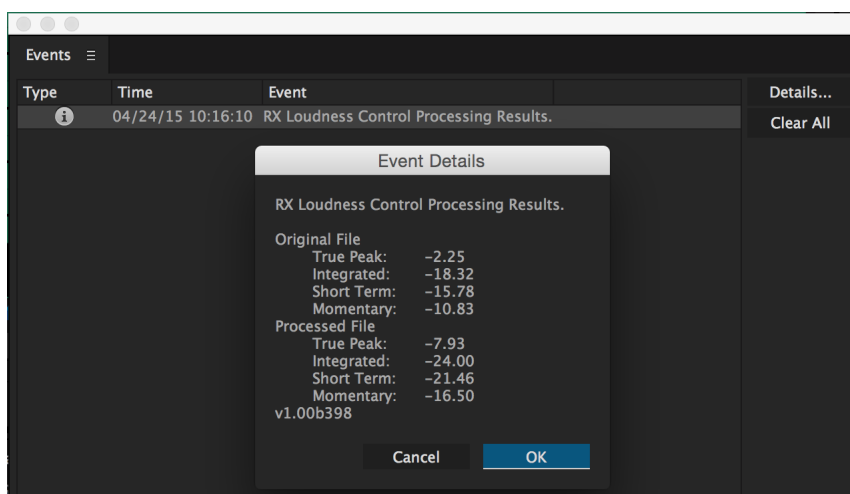 Events
Type Time Event Details...
04/24/15 10:16:10 RX Loudness Control Processing Results. Clear All
Event Details
RX Loudness Control Processing Results.
Original File
True Peak: -2.25
Integrated: -18.32
Short Term: -15.78
Momentary: -10.83
Processed File
True Peak: -7.93
Integrated: -24.00
Short Term: -21.46
Momentary: -16.50
v1.00b398
Cancel OK